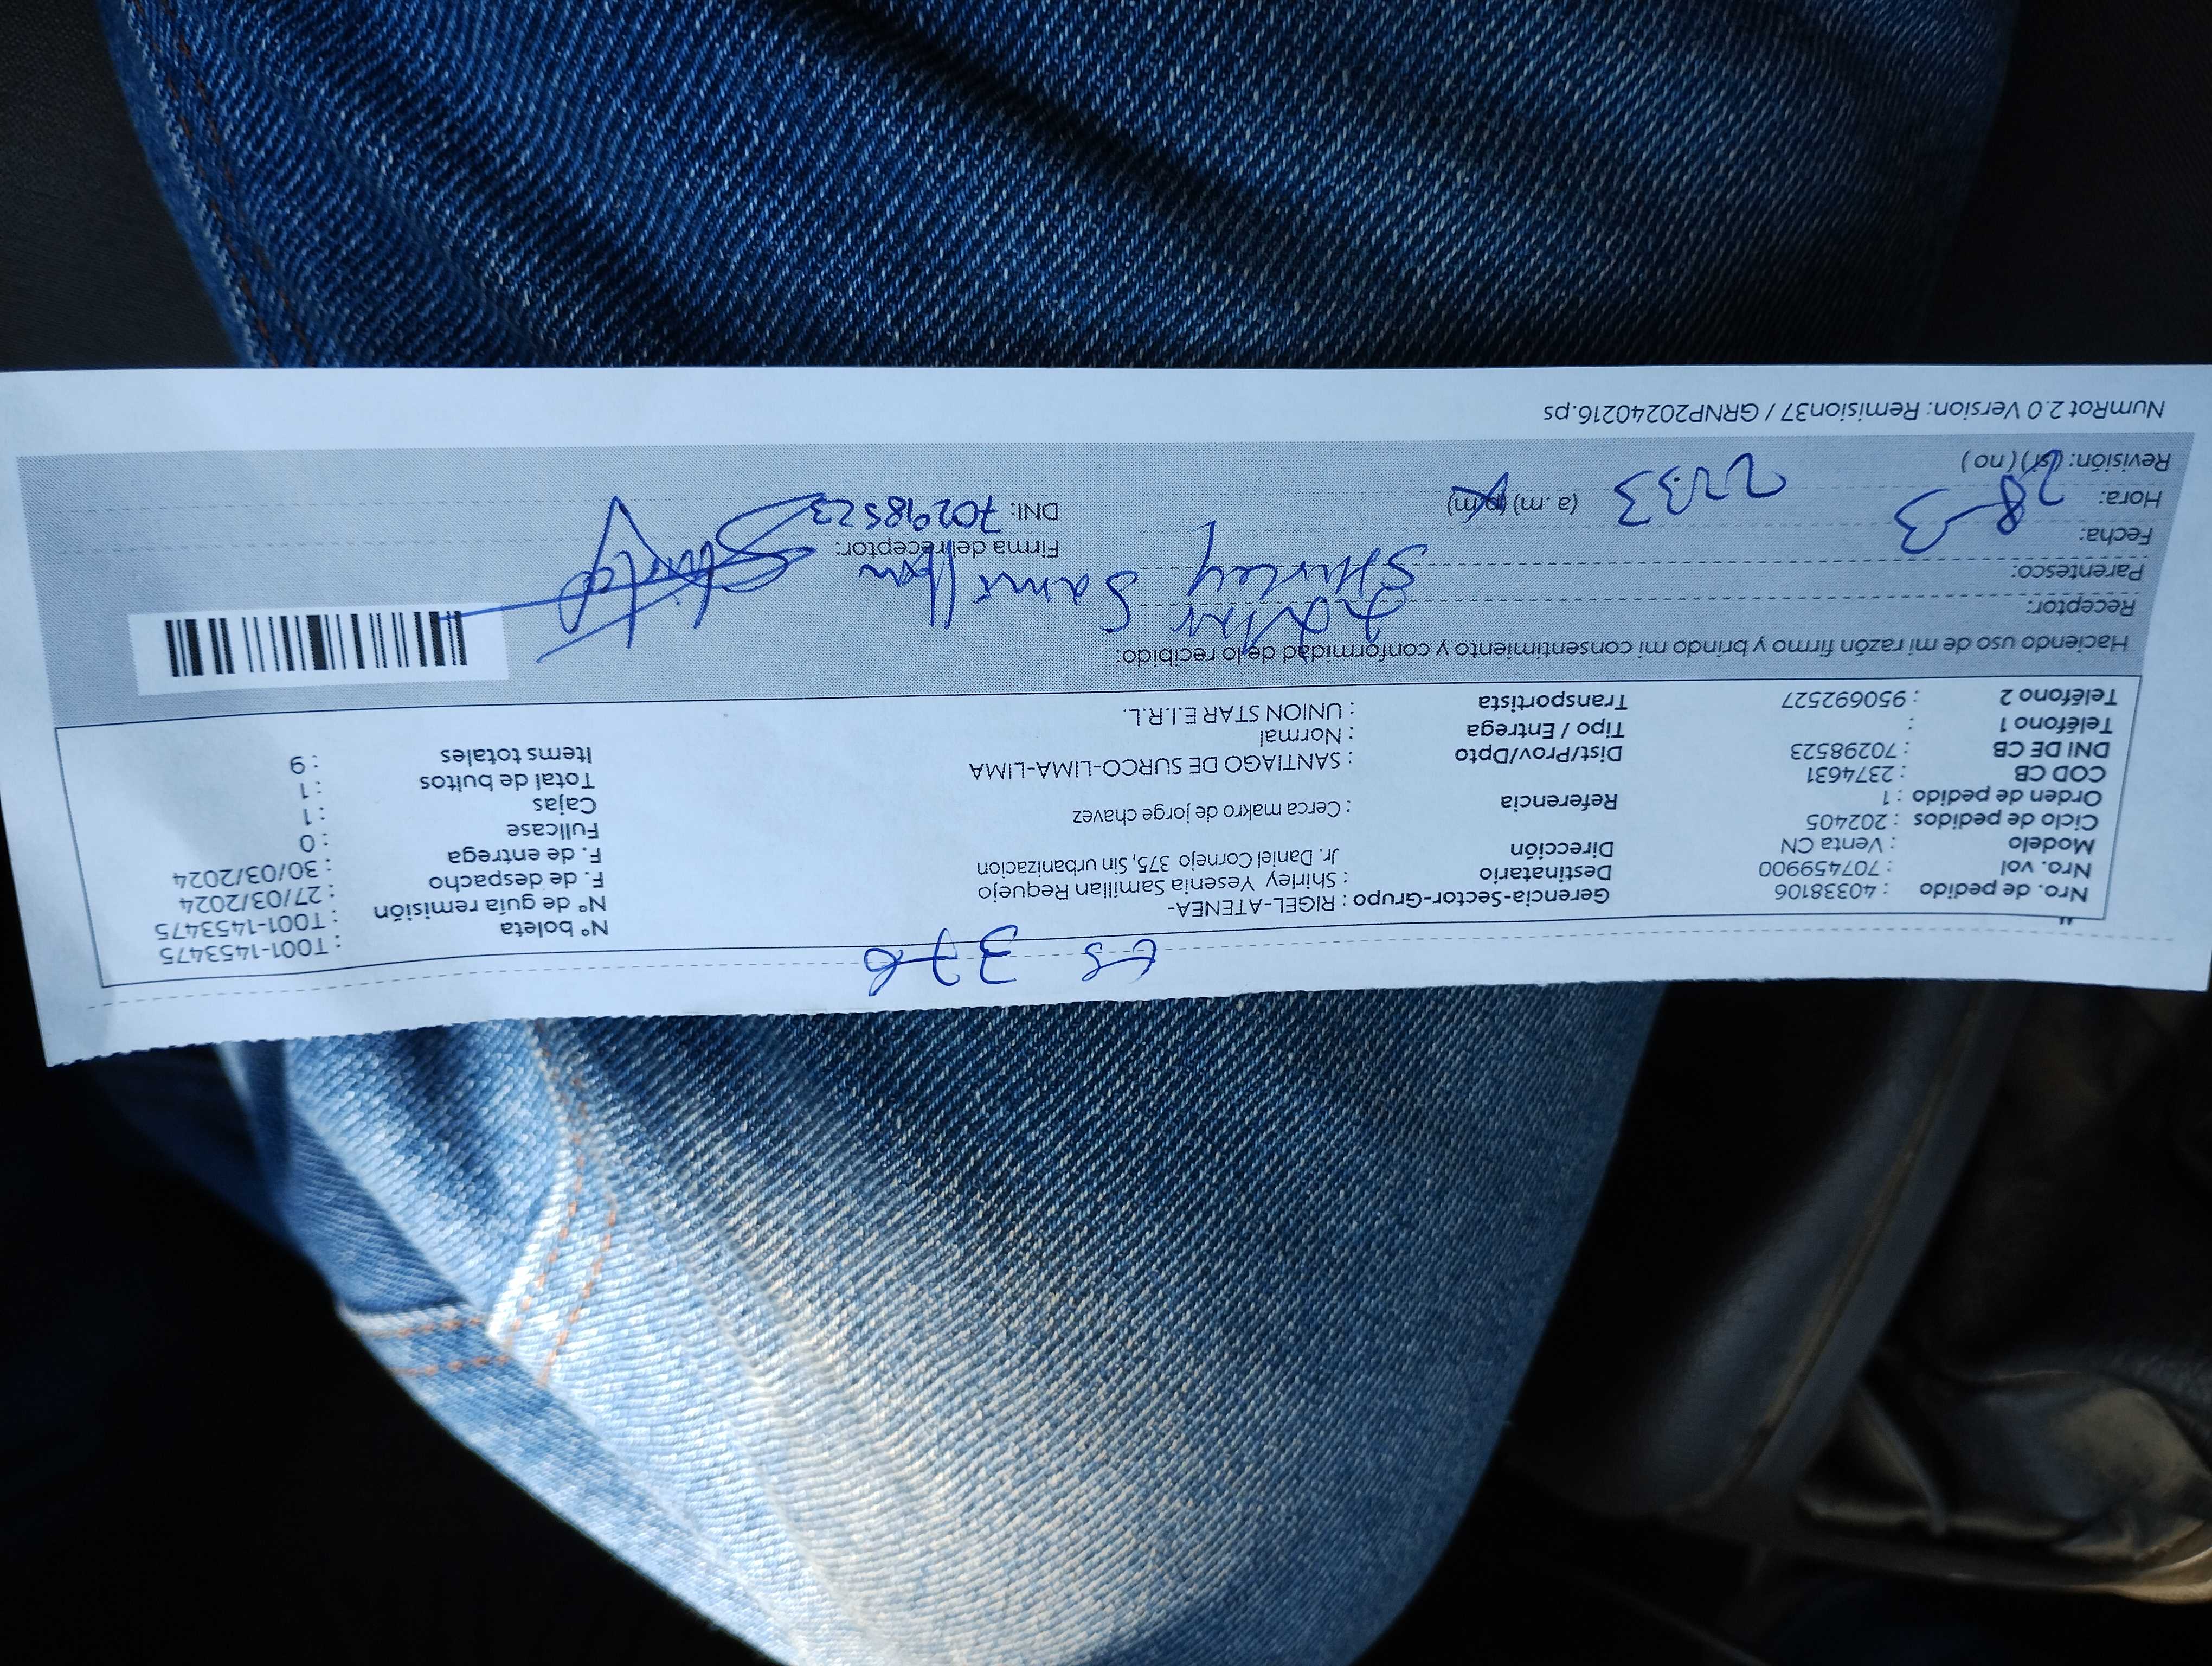 ES 376
Nro. de pedido : 40338106 Gerencia-Sector-Grupo : RIGEL-ATENEA- N° boleta : T001-1453475
Nro. vol : 707459900 Destinatario : Shirley Yesenia Samillan Requejo N° de guía remisión : T001-1453475
Modelo : Venta CN Dirección Jr. Daniel Cornejo 375, Sin urbanizacion F. de despacho : 27/03/2024
Ciclo de pedidos : 202405 F. de entrega : 30/03/2024
Orden de pedido : 1 Referencia : Cerca makro de jorge chavez Fullcase : 0
COD CB : 2374631 Cajas : 1
DNI DE CB : 70298523 Dist/Prov/Dpto : SANTIAGO DE SURCO-LIMA-LIMA Total de bultos : 1
Teléfono 1 : Tipo / Entrega : Normal Items totales : 9
Teléfono 2 : 950692527 Transportista : UNION STAR E.I.R.L.
Haciendo uso de mi razón firmo y brindo mi consentimiento y conformidad de lo recibido:
Receptor:
Parentesco: Shirley Samillan
Fecha: 28-3 Firma del receptor:
Hora: (a. m) (p.m) DNI: 70298523
Revisión: (sí) (no)
NumRot 2.0 Version: Remision37 / GRNP20240216.ps